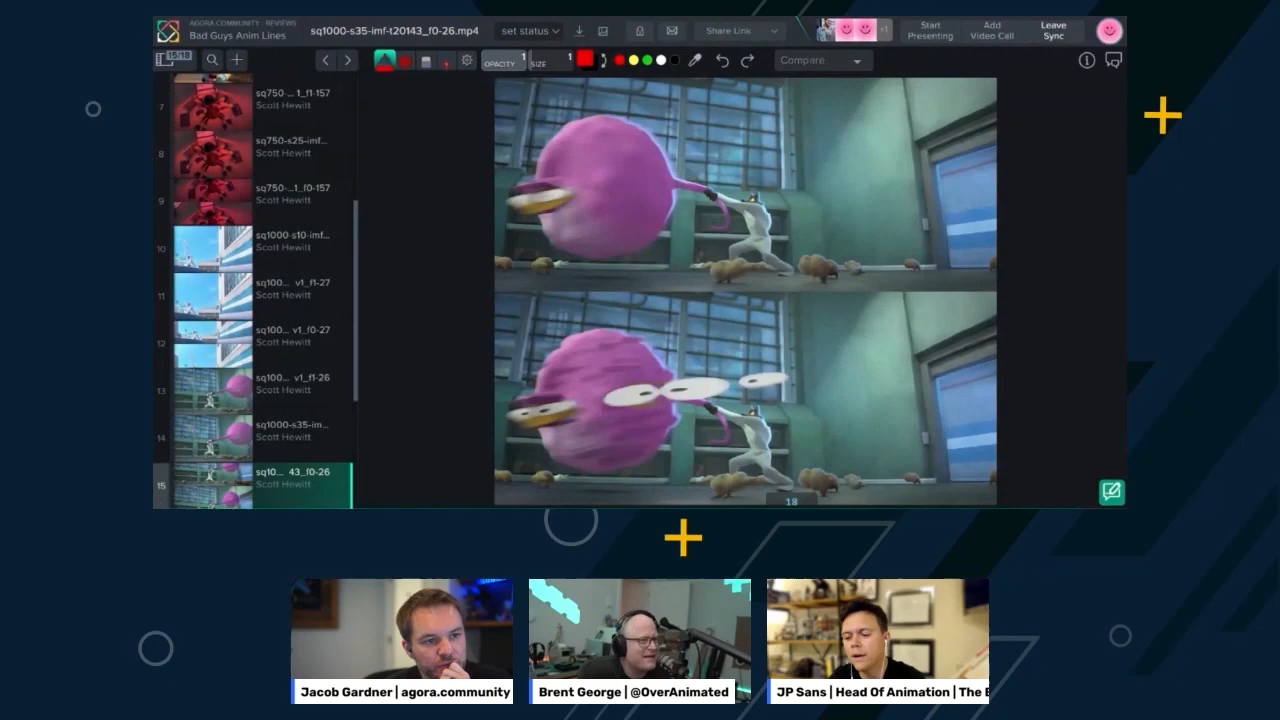 AGORA COMMUNITY · REVIEWS
Bad Guys Anim Lines
sq1000-s35-imf-t20143_f0-26.mp4
set status
Share Link
+1
Start Presenting
Add Video Call
Leave Sync
15/18
OPACITY 1
SIZE 1
Compare
7
sq750-... 1_f1-157
Scott Hewitt
8
sq750-s25-imf...
Scott Hewitt
9
sq750-...1_f0-157
Scott Hewitt
10
sq1000-s10-imf...
Scott Hewitt
11
sq100... v1_f1-27
Scott Hewitt
12
sq100... v1_f0-27
Scott Hewitt
13
sq100... v1_f1-26
Scott Hewitt
14
sq1000-s35-im...
Scott Hewitt
15
sq10... 43_f0-26
Scott Hewitt
18
Jacob Gardner | agora.community
Brent George | @OverAnimated
JP Sans | Head Of Animation | The